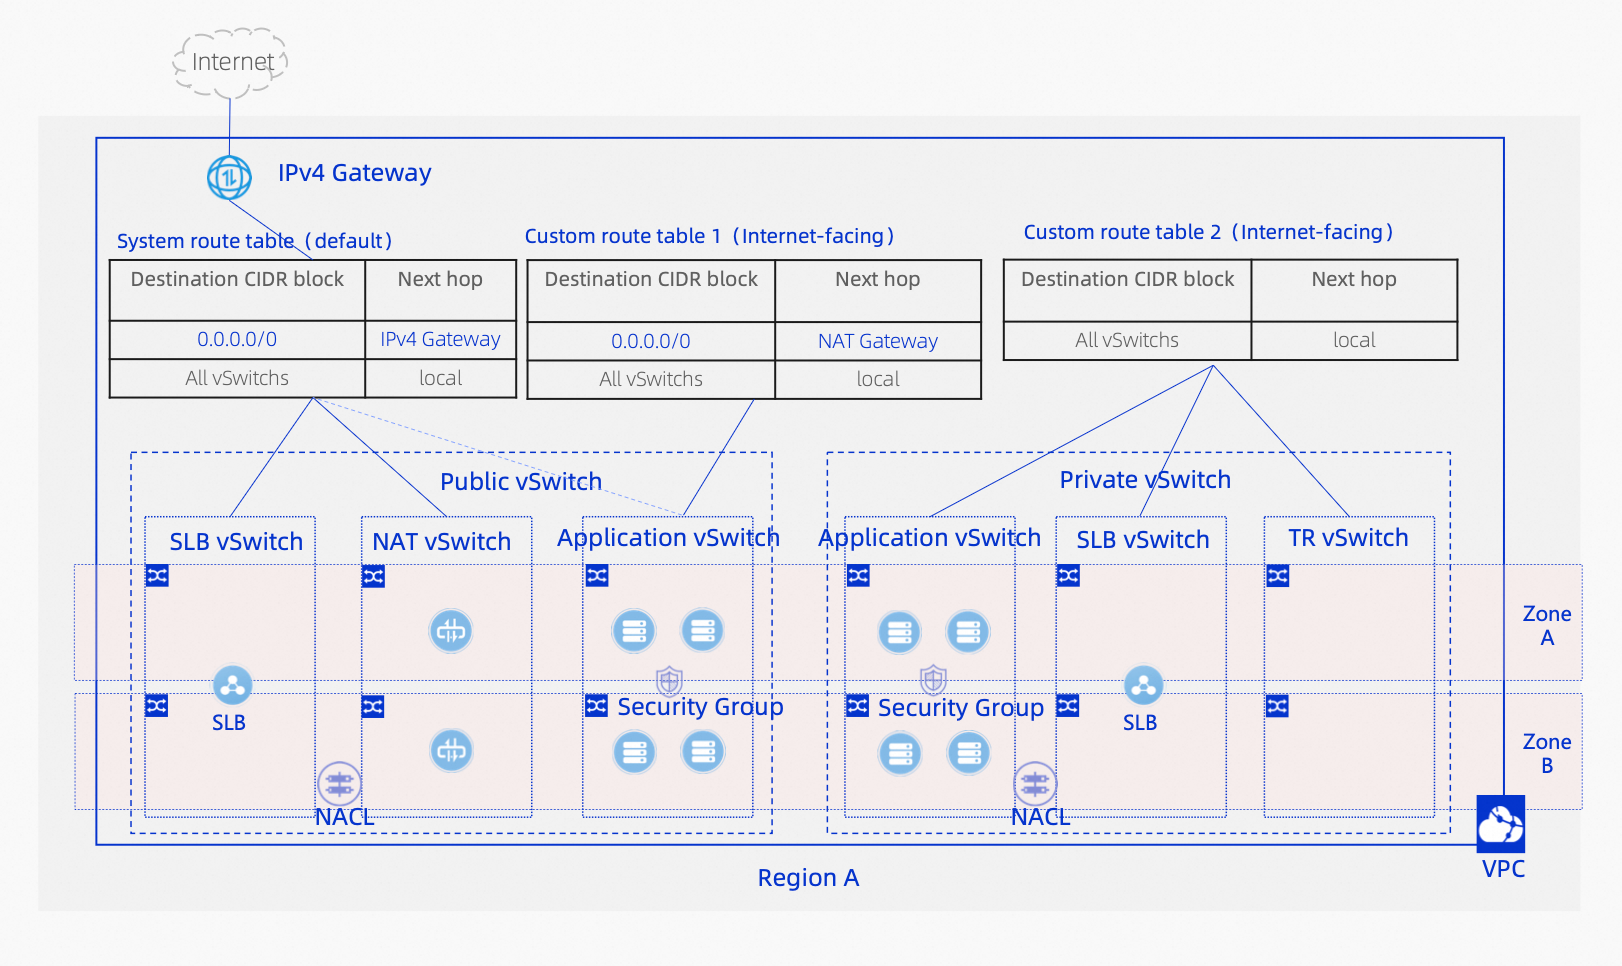 Internet
IPv4 Gateway
System route table (default)
Destination CIDR block
Next hop
0.0.0.0/0
IPv4 Gateway
All vSwitchs
local
Custom route table 1 (Internet-facing)
Destination CIDR block
Next hop
0.0.0.0/0
NAT Gateway
All vSwitchs
local
Custom route table 2 (Internet-facing)
Destination CIDR block
Next hop
All vSwitchs
local
Public vSwitch
SLB vSwitch
NAT vSwitch
Application vSwitch
SLB
Security Group
NACL
Private vSwitch
Application vSwitch
SLB vSwitch
TR vSwitch
Security Group
SLB
NACL
Zone
A
Zone
B
VPC
Region A